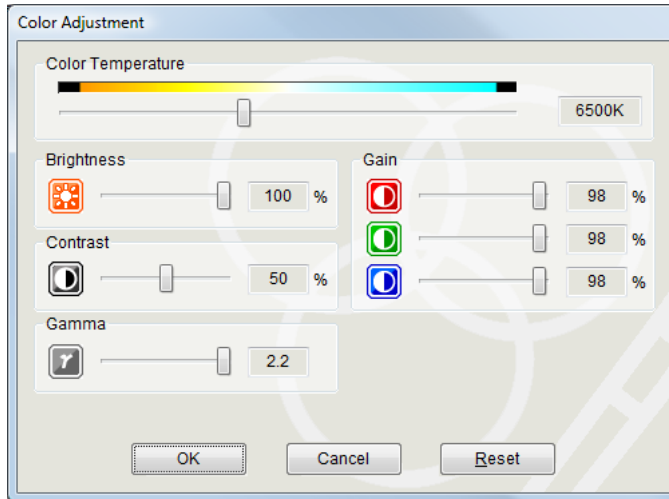 Color Adjustment
Color Temperature
6500K
Brightness
100 %
Contrast
50 %
Gamma
γ 2.2
Gain
98 %
98 %
98 %
OK Cancel Reset